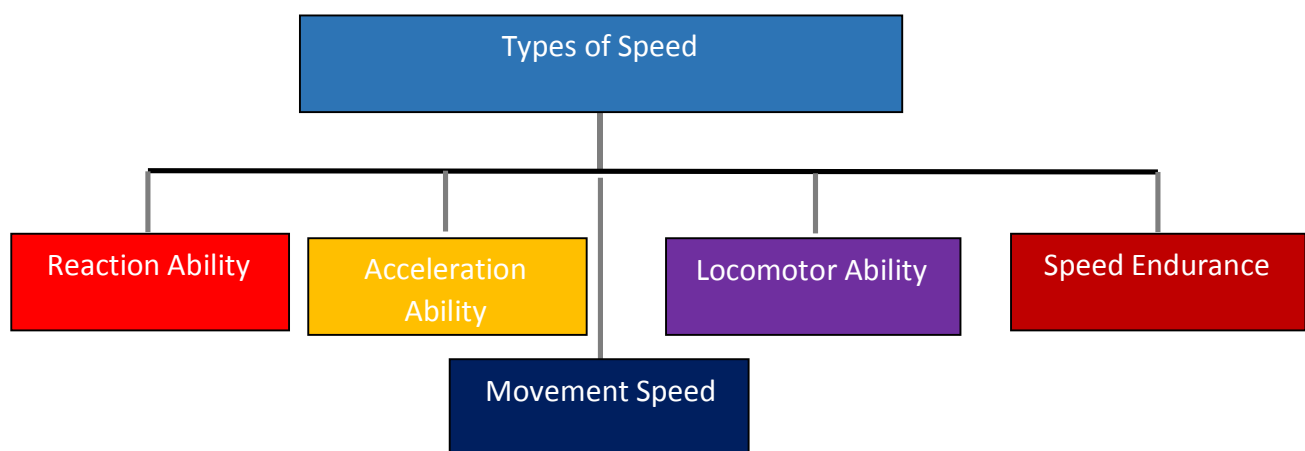 Types of Speed
Reaction Ability
Acceleration
Ability
Locomotor Ability
Speed Endurance
Movement Speed